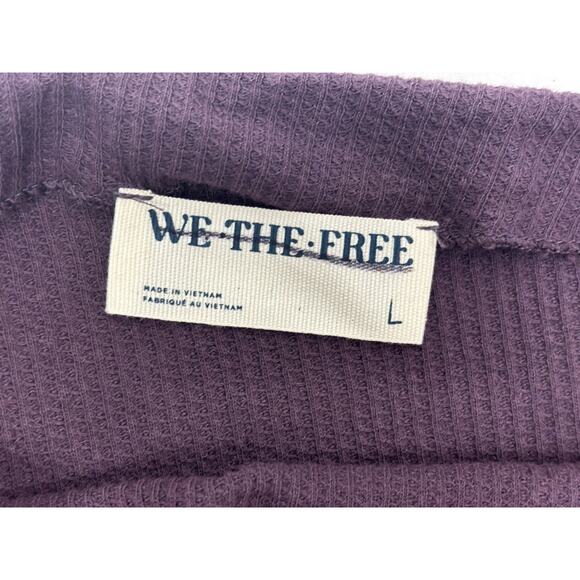 WE·THE·FREE
MADE IN VIETNAM
FABRIQUÉ AU VIETNAM
L